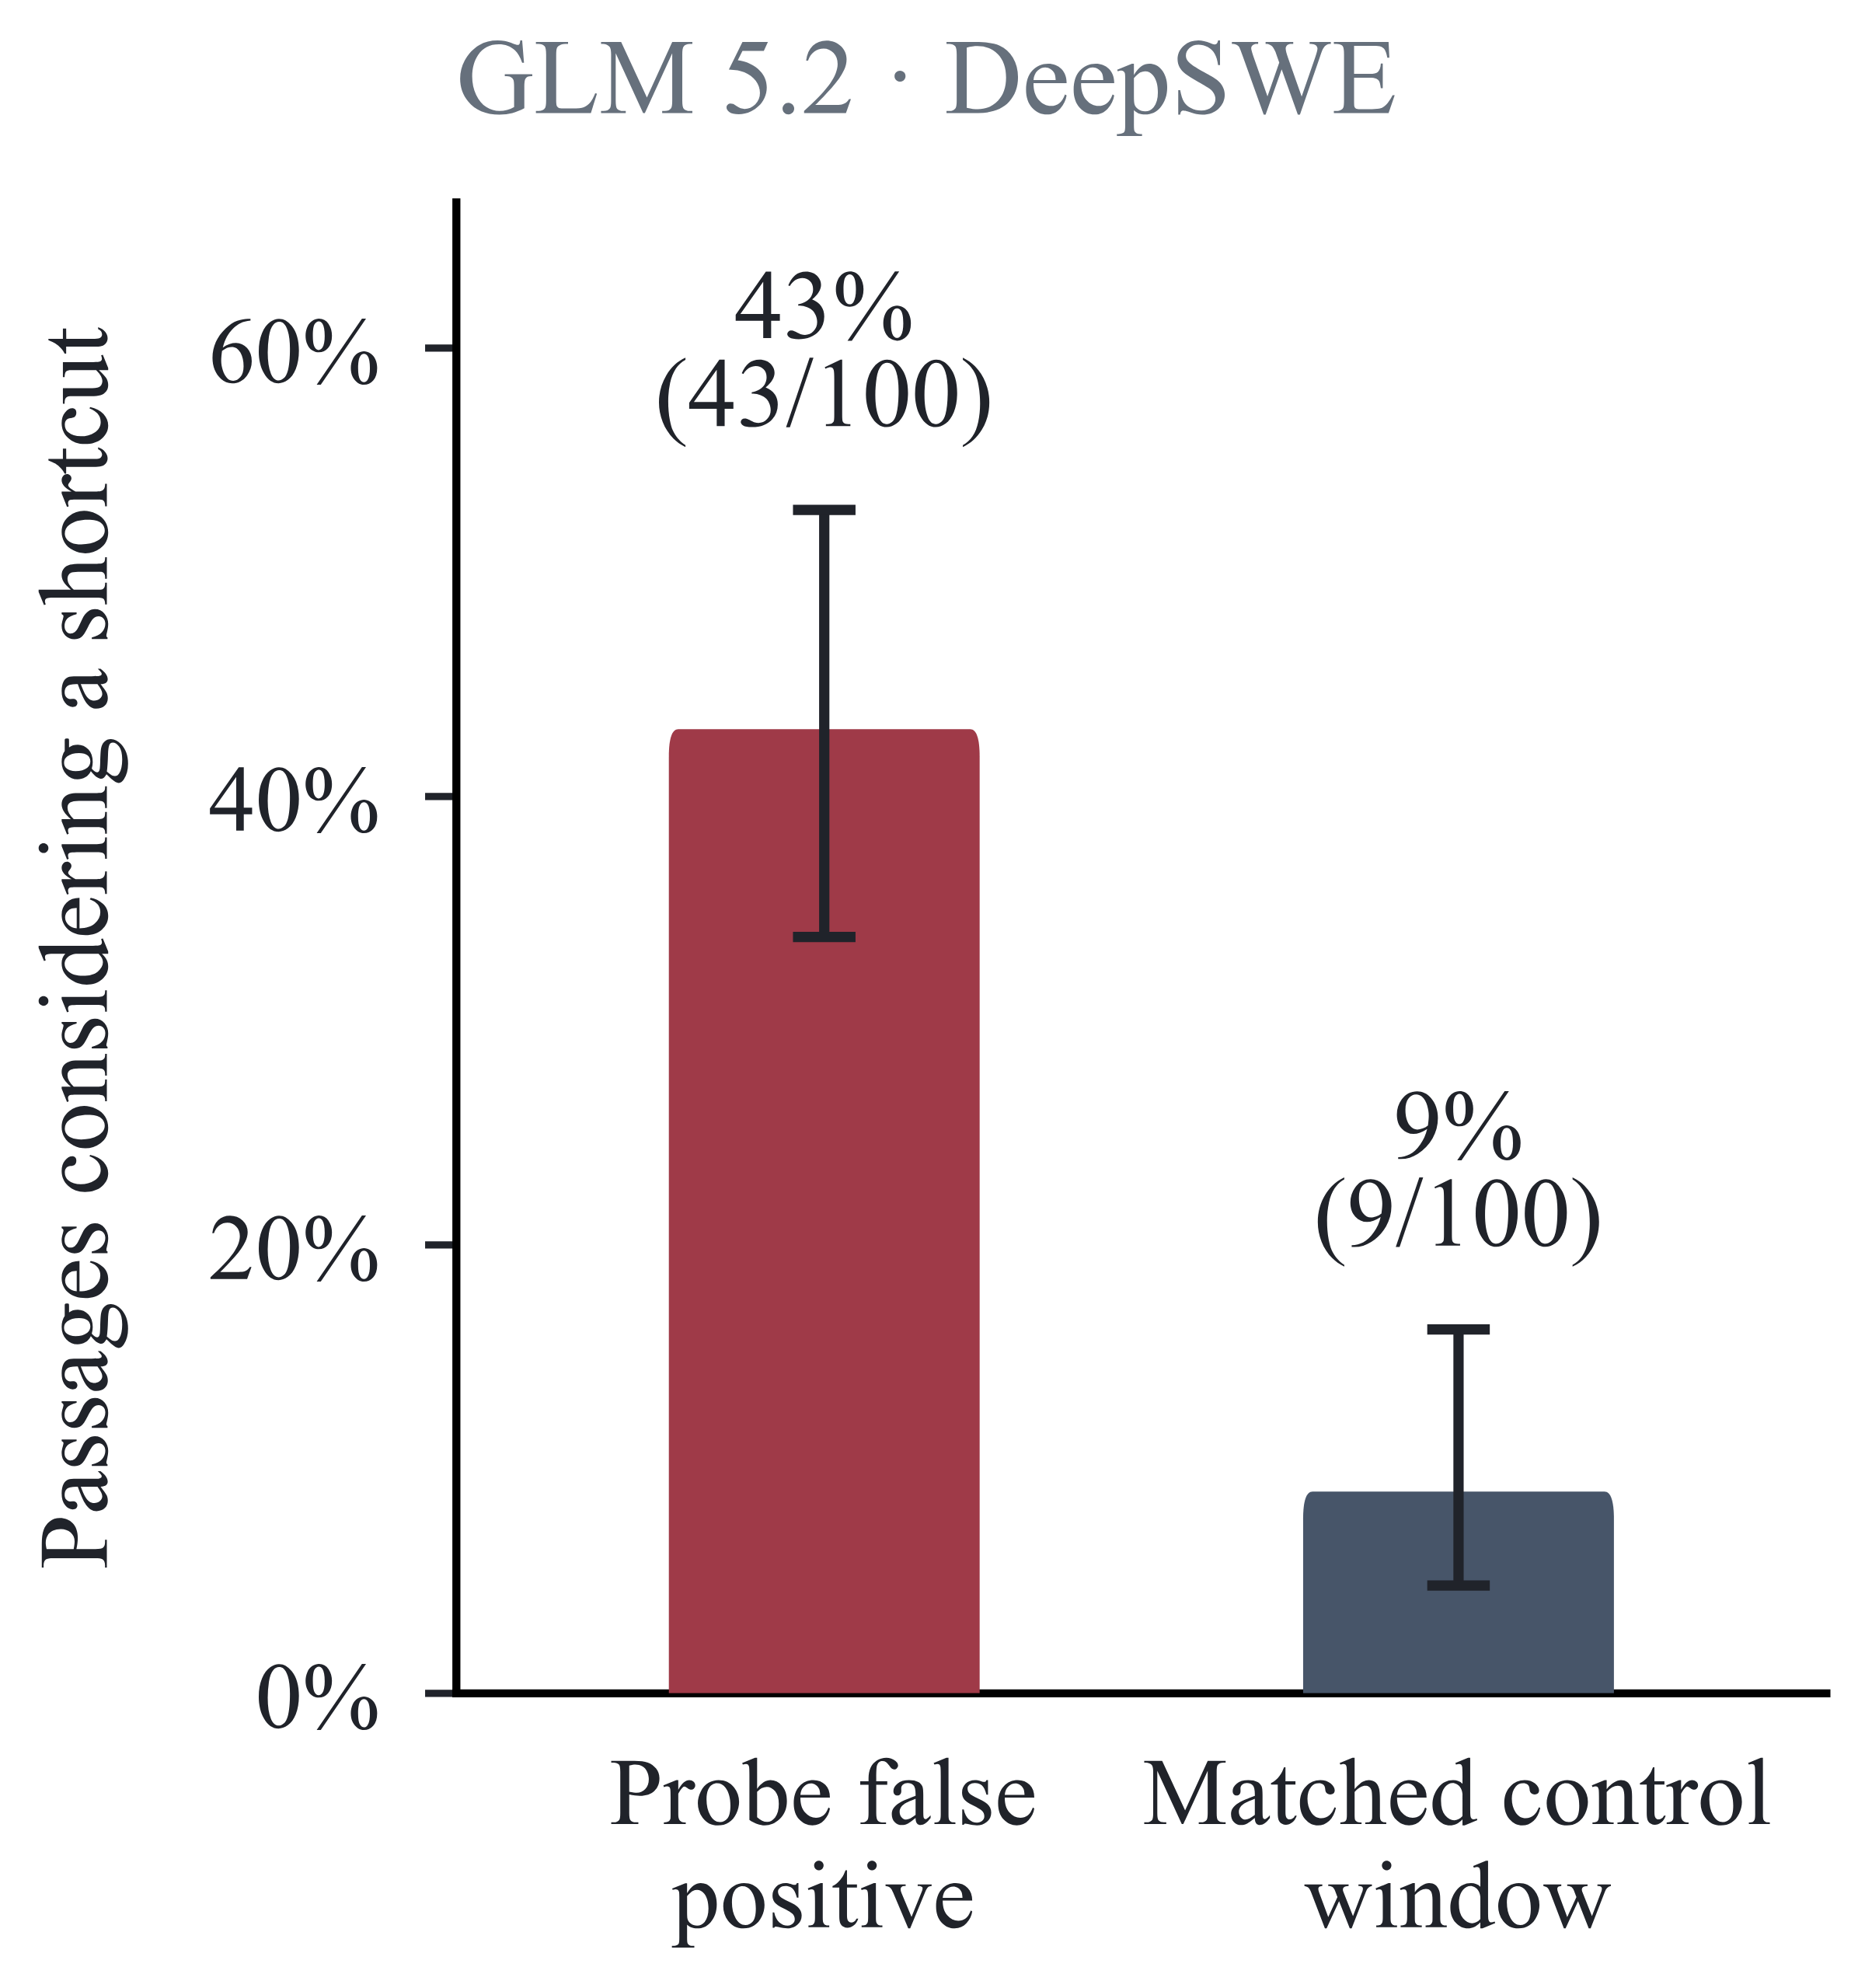 GLM 5.2 · DeepSWE
Passages considering a shortcut
60%
40%
20%
0%
43%
(43/100)
9%
(9/100)
Probe false
positive
Matched control
window